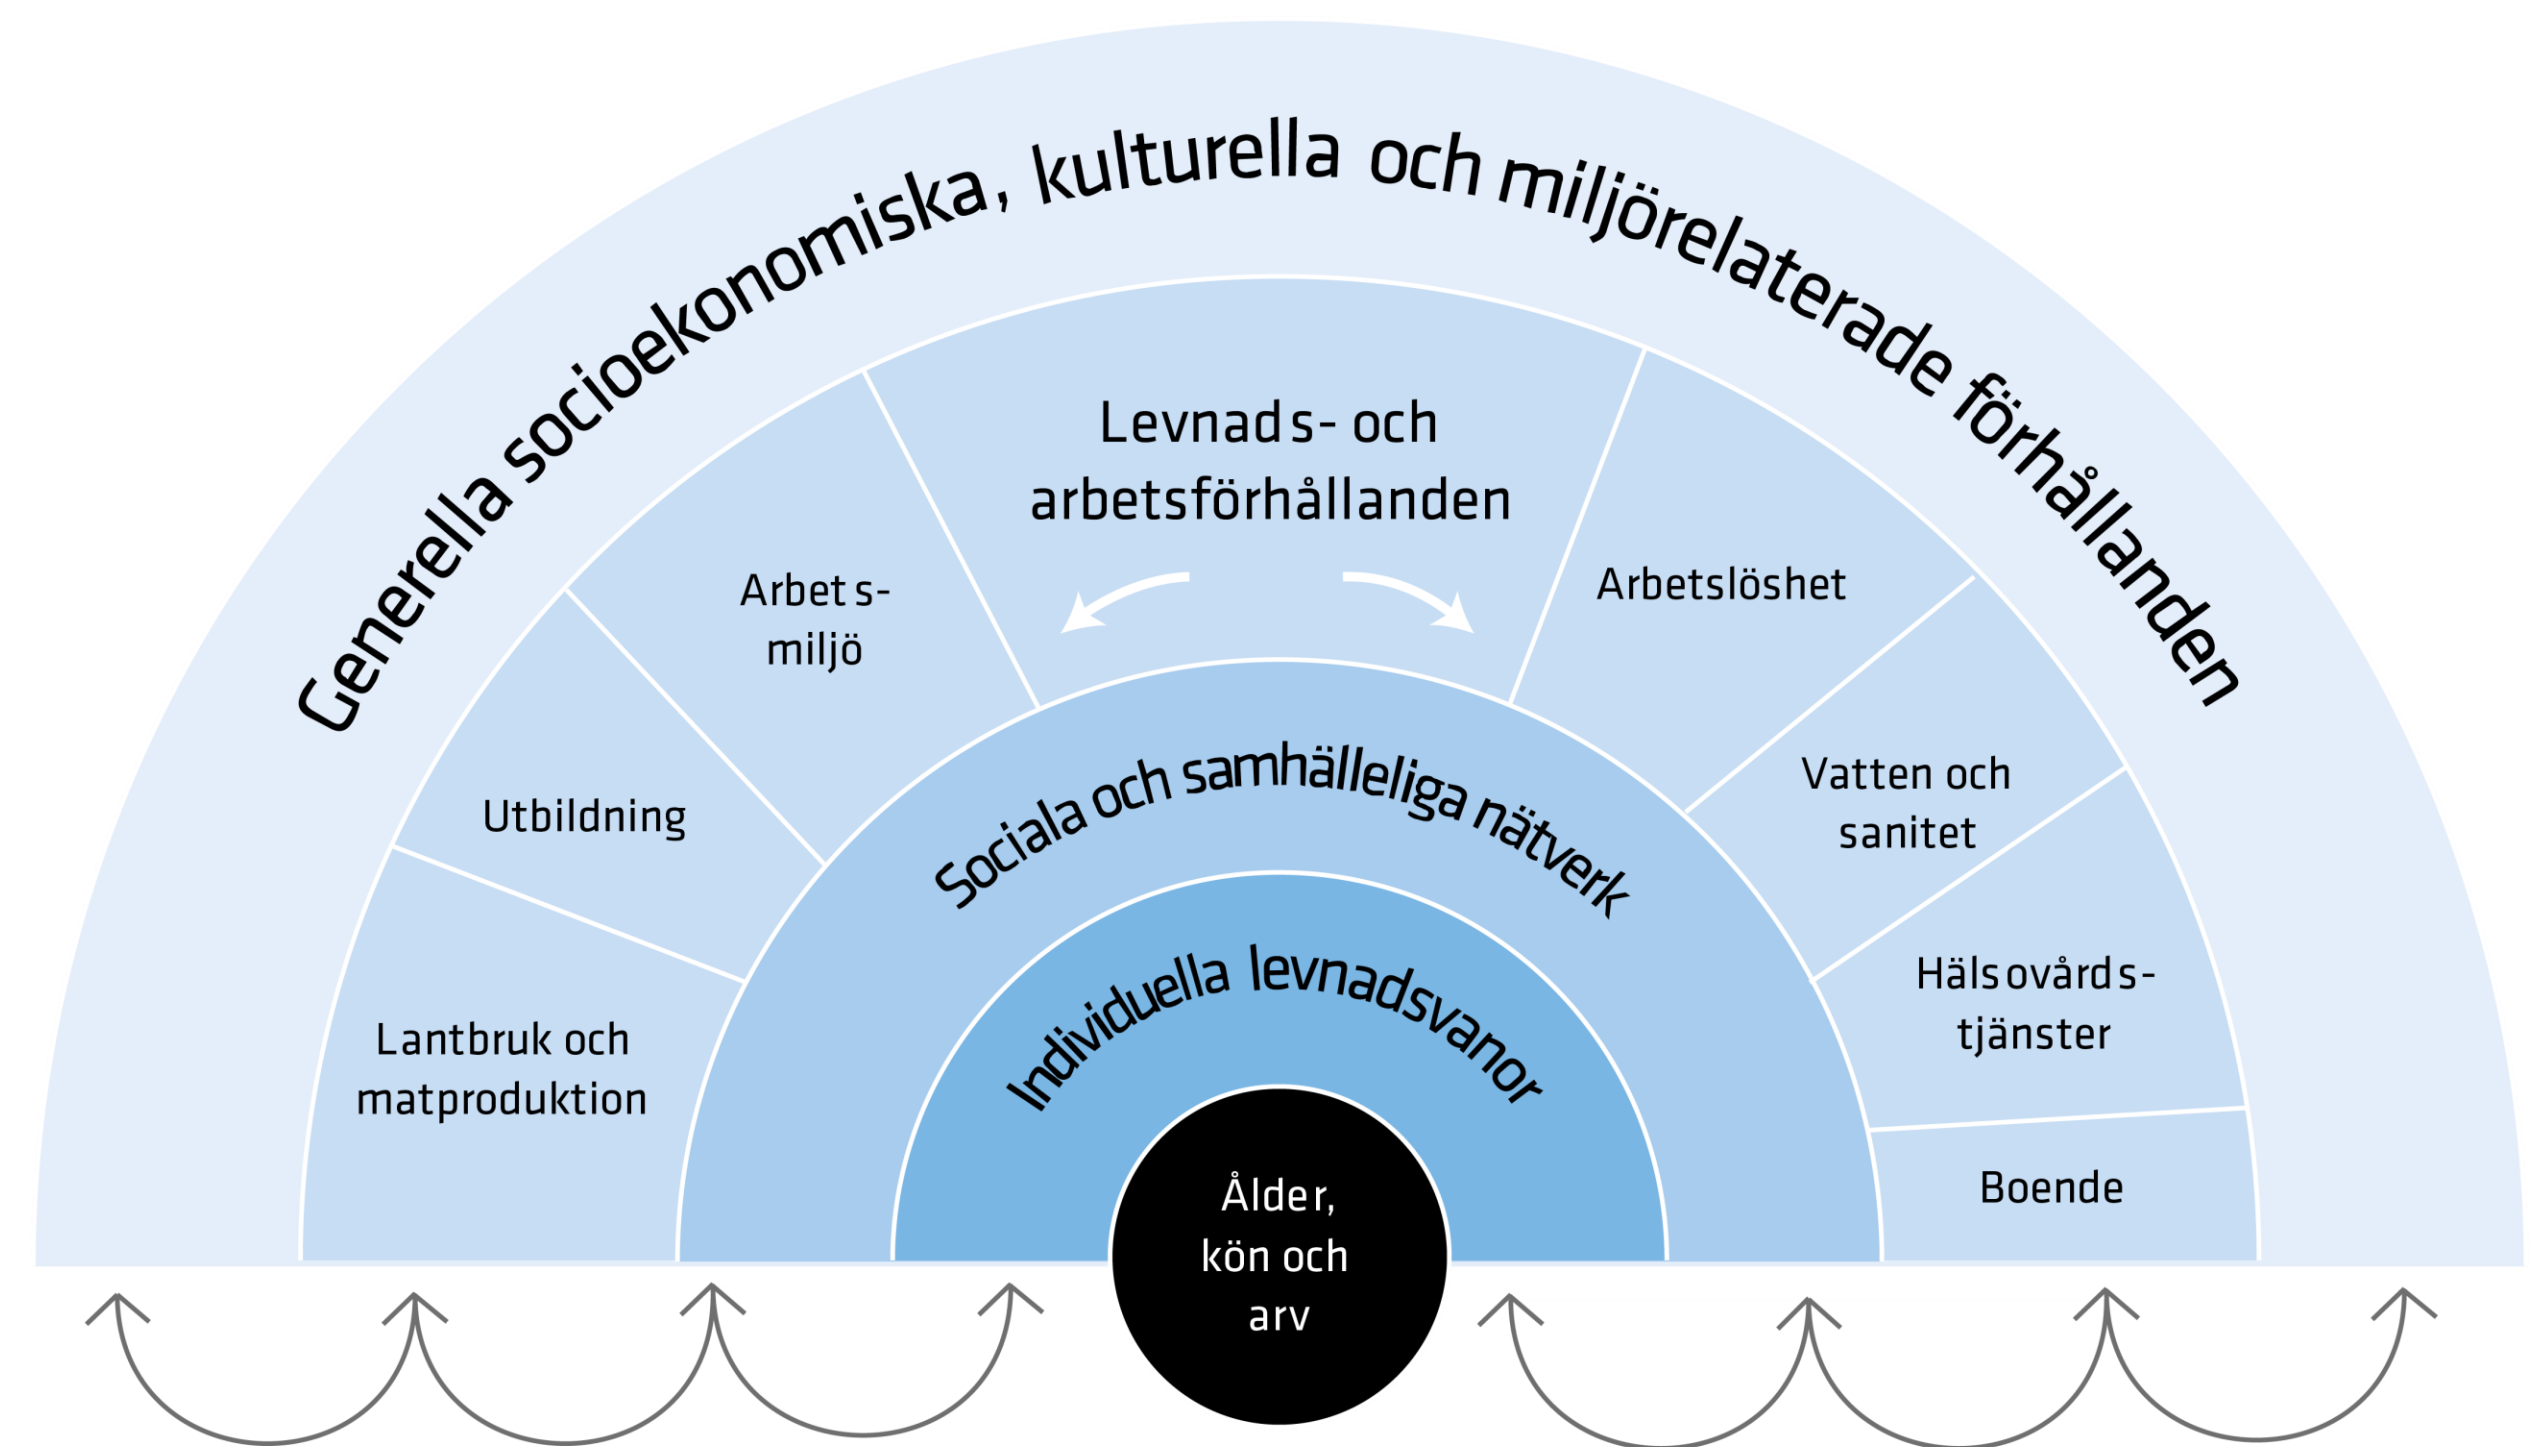 Generella socioekonomiska, kulturella och miljörelaterade förhållanden
Levnads- och
arbetsförhållanden
Arbets-
miljö
Arbetslöshet
Utbildning
Vatten och
sanitet
Lantbruk och
matproduktion
Hälsovårds-
tjänster
Boende
Sociala och samhälleliga nätverk
Individuella levnadsvanor
Ålder,
kön och
arv